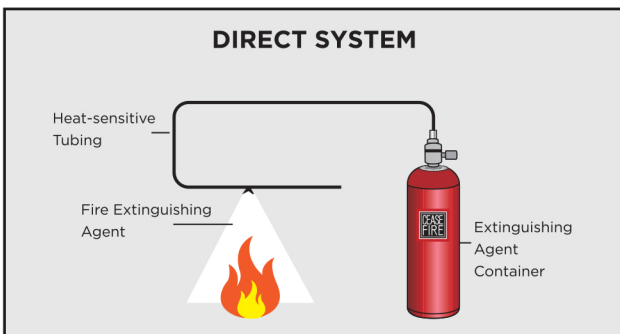 DIRECT SYSTEM
Heat-sensitive
Tubing
Fire Extinguishing
Agent
CEASE
FIRE
Extinguishing
Agent
Container